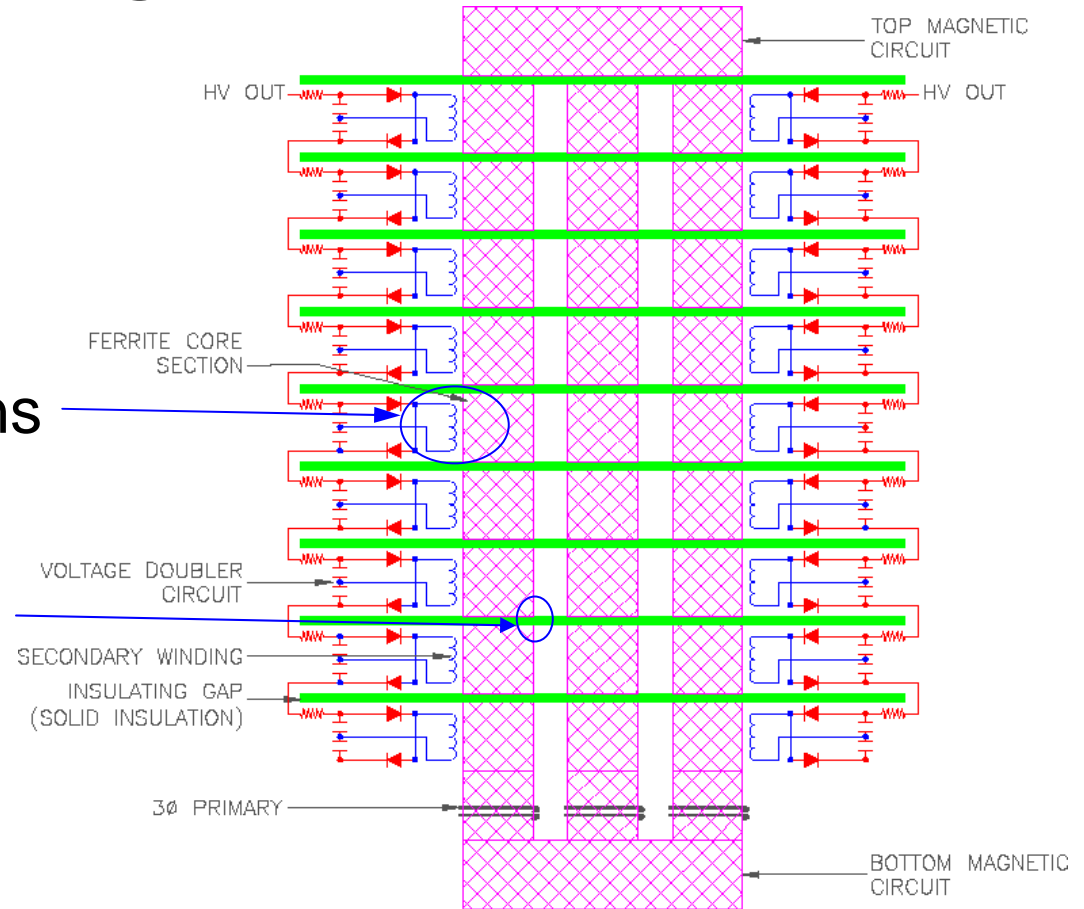 TOP MAGNETIC
CIRCUIT
HV OUT
HV OUT
FERRITE CORE
SECTION
ns
VOLTAGE DOUBLER
CIRCUIT
SECONDARY WINDING
INSULATING GAP
(SOLID INSULATION)
3Ø PRIMARY
BOTTOM MAGNETIC
CIRCUIT